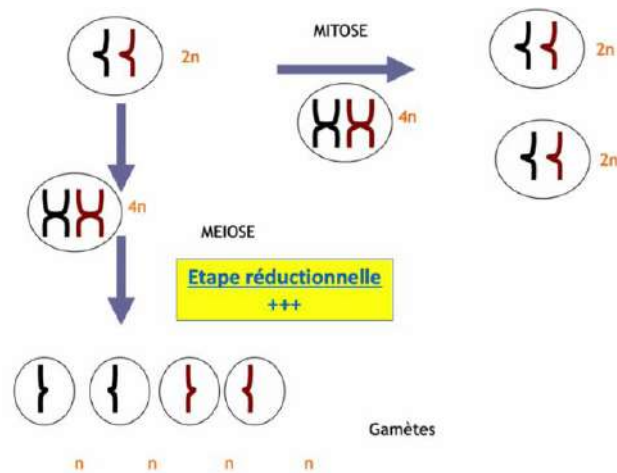 MITOSE
2n
2n
4n
2n
4n
MEIOSE
Etape réductionnelle
+++
Gamètes
n n n n